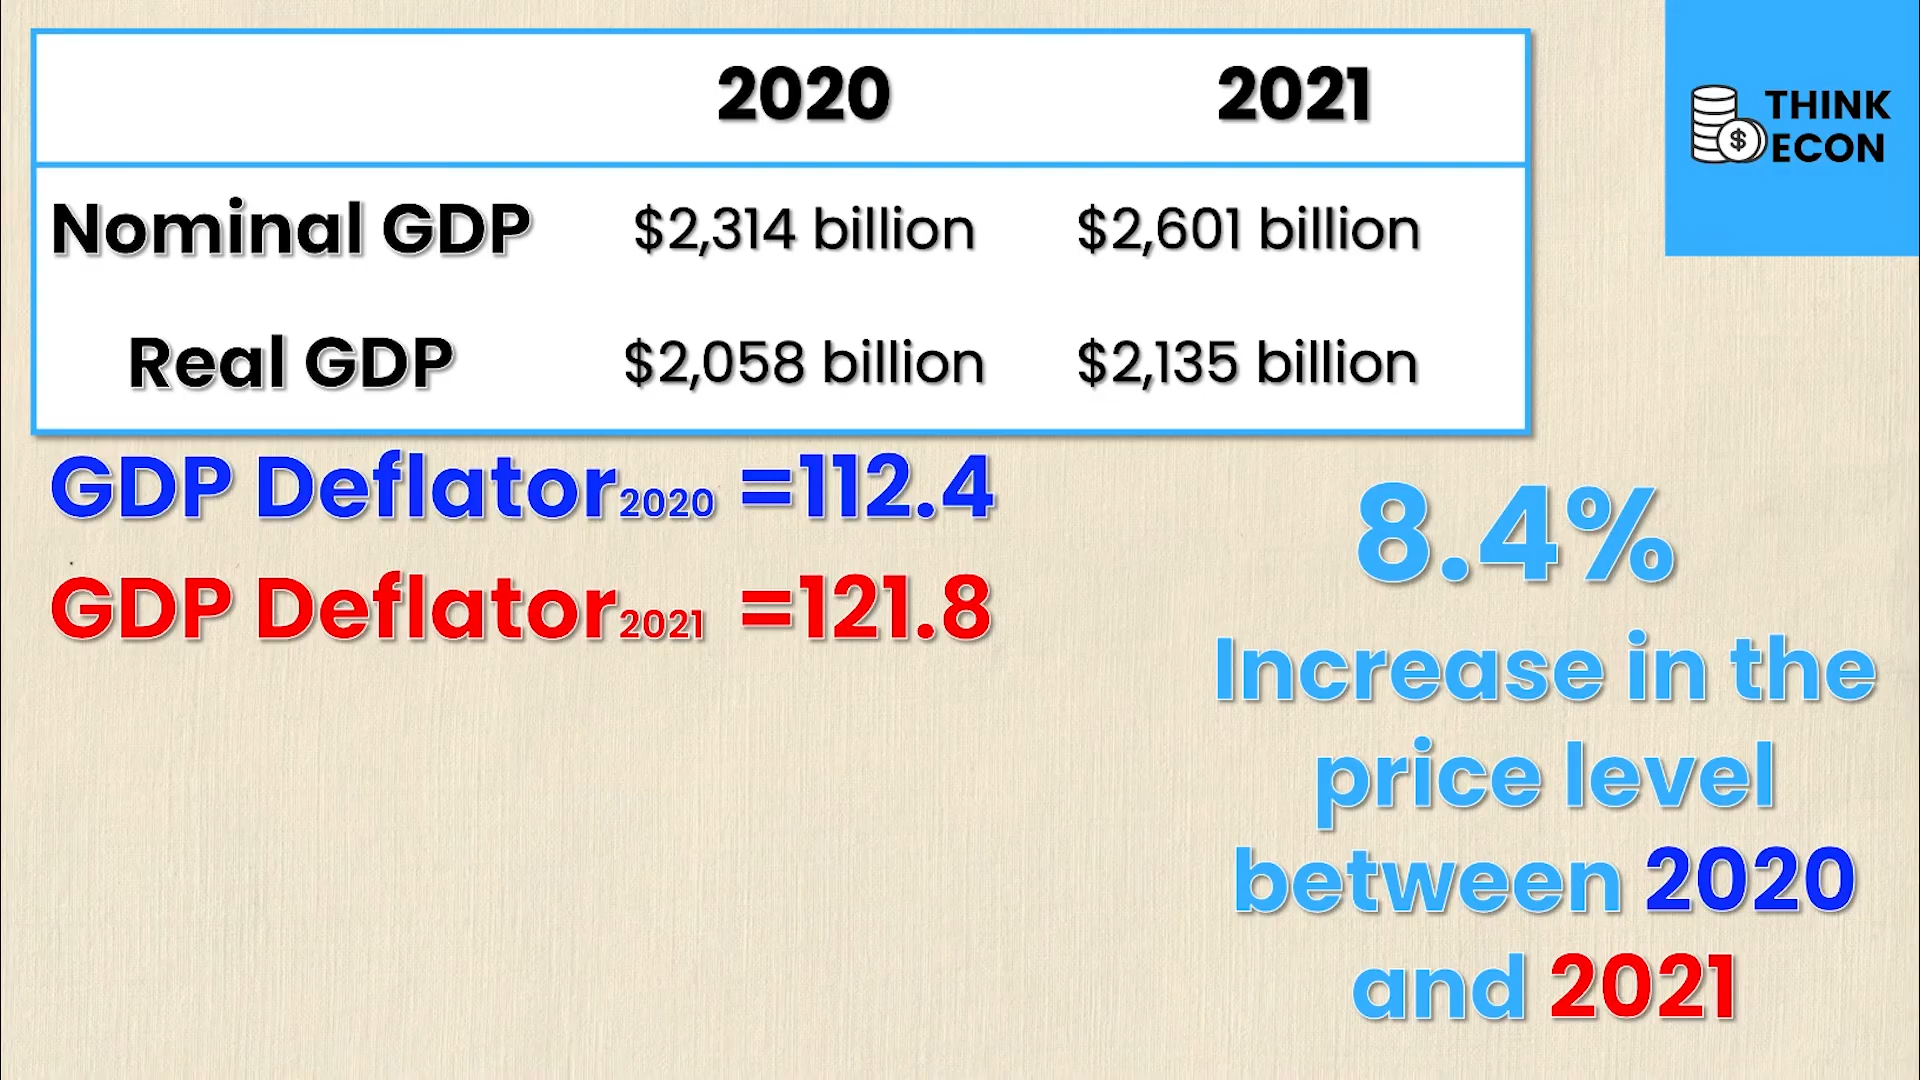 2020 2021
THINK
ECON
Nominal GDP $2,314 billion $2,601 billion
Real GDP $2,058 billion $2,135 billion
GDP Deflator2020 =112.4
GDP Deflator2021 =121.8
8.4%
Increase in the
price level
between 2020
and 2021